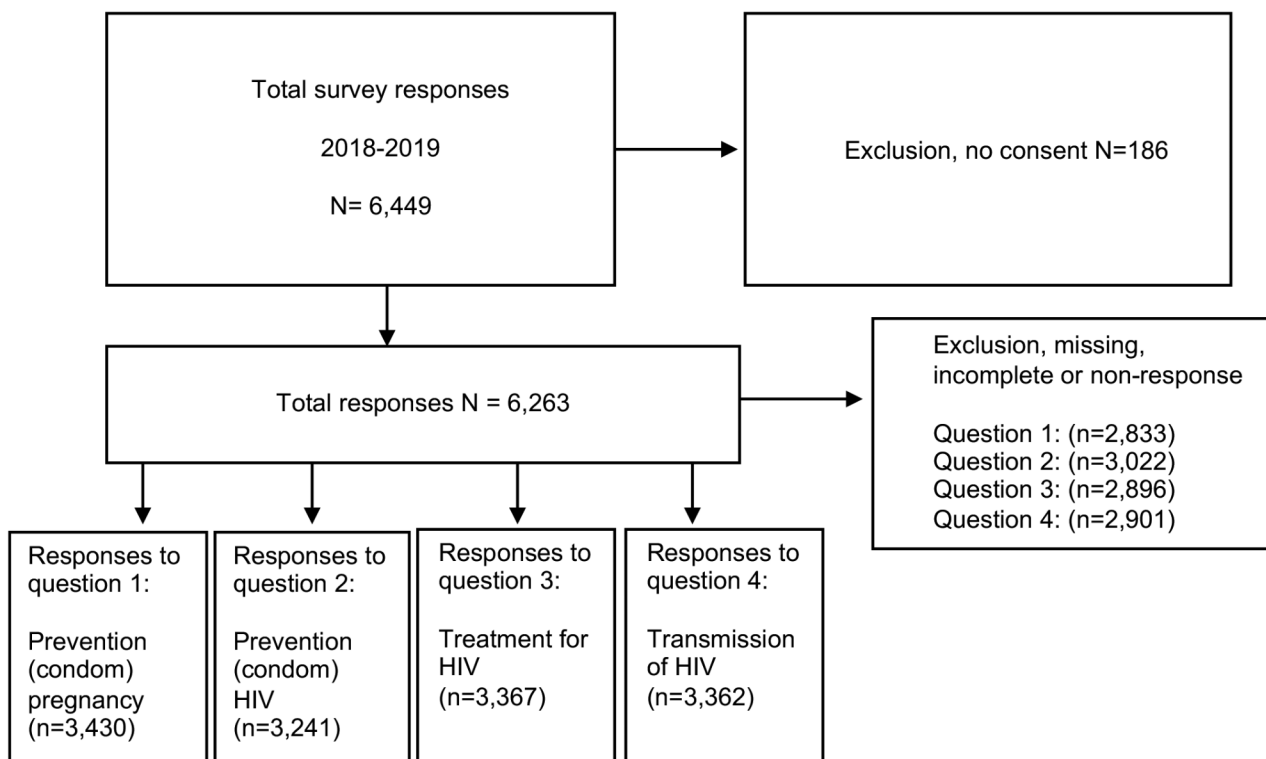 Total survey responses
2018-2019
N= 6,449
Exclusion, no consent N=186
Total responses N = 6,263
Exclusion, missing,
incomplete or non-response
Question 1: (n=2,833)
Question 2: (n=3,022)
Question 3: (n=2,896)
Question 4: (n=2,901)
Responses to
question 1:
Prevention
(condom)
pregnancy
(n=3,430)
Responses to
question 2:
Prevention
(condom)
HIV
(n=3,241)
Responses to
question 3:
Treatment for
HIV
(n=3,367)
Responses to
question 4:
Transmission
of HIV
(n=3,362)